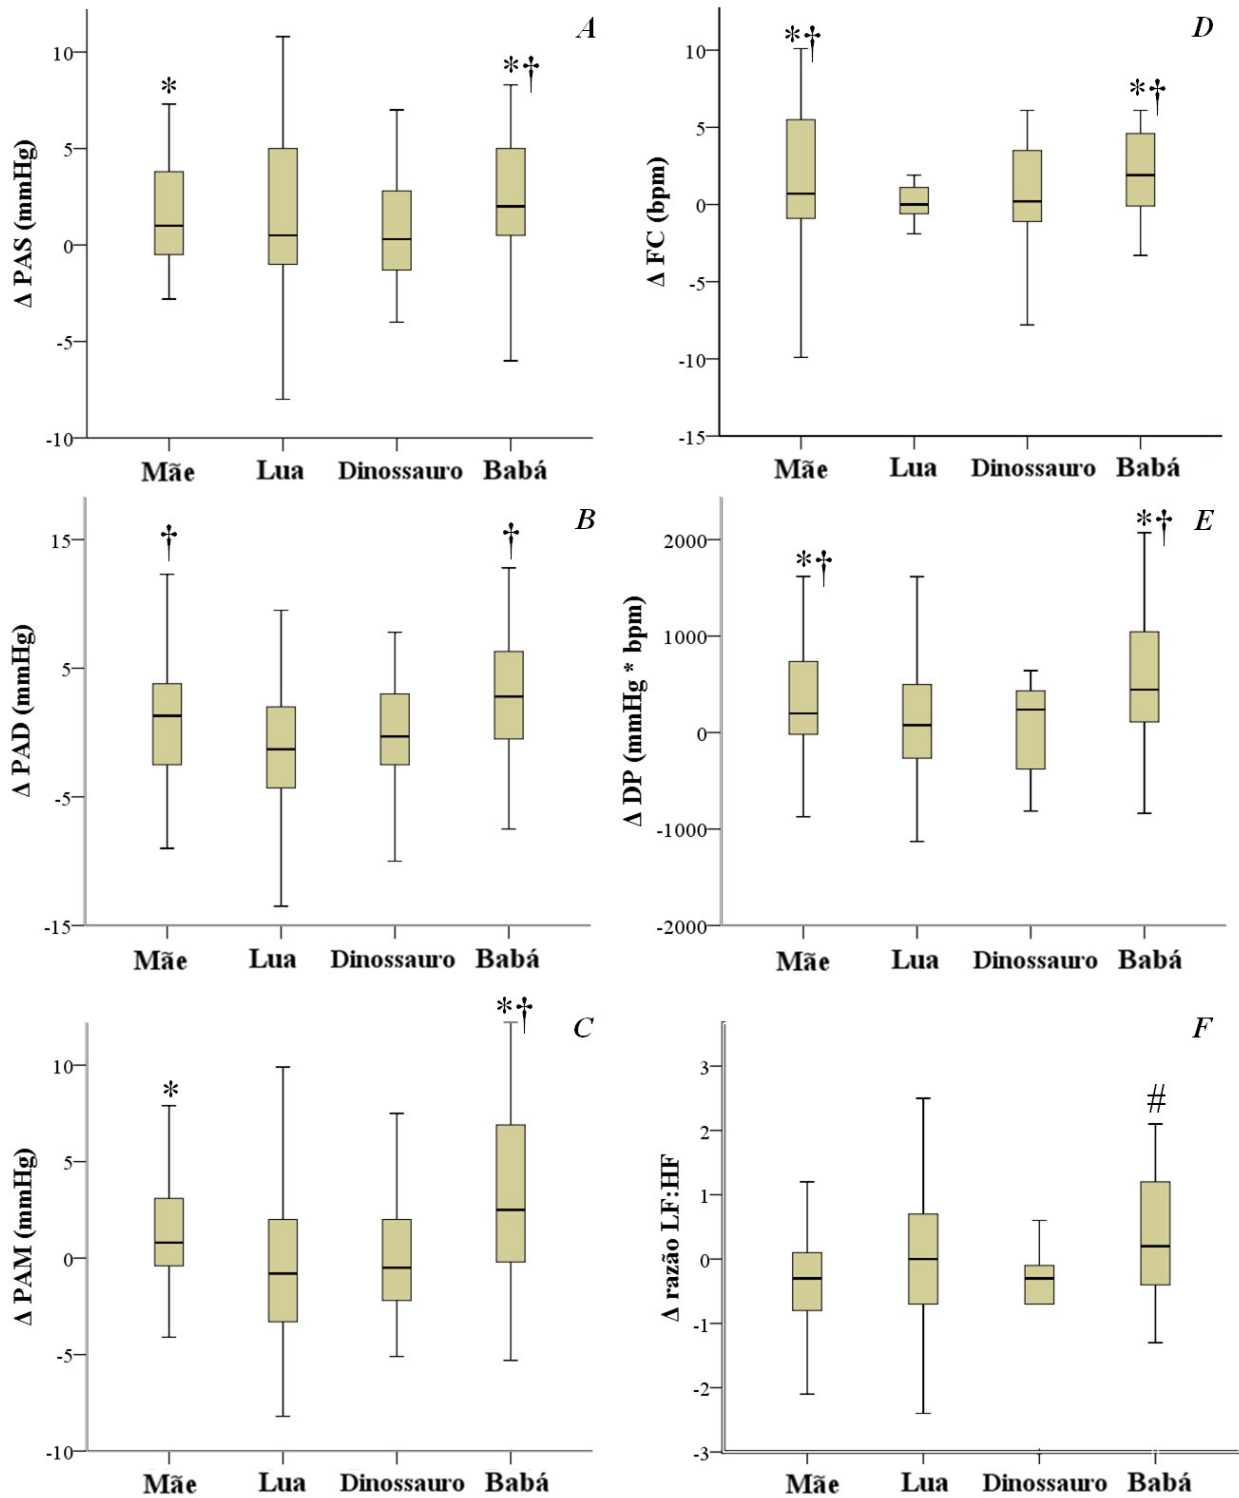 A
Δ PAS (mmHg)
10
5
0
-5
-10
*
*†
Mãe Lua Dinossauro Babá
D
Δ FC (bpm)
10
5
0
-5
-10
-15
*†
*†
Mãe Lua Dinossauro Babá
B
Δ PAD (mmHg)
15
5
-5
-15
†
†
Mãe Lua Dinossauro Babá
E
Δ DP (mmHg * bpm)
2000
1000
0
-1000
-2000
*†
*†
Mãe Lua Dinossauro Babá
C
Δ PAM (mmHg)
10
5
0
-5
-10
*
*†
Mãe Lua Dinossauro Babá
F
Δ razão LF:HF
3
2
1
0
-1
-2
-3
#
Mãe Lua Dinossauro Babá